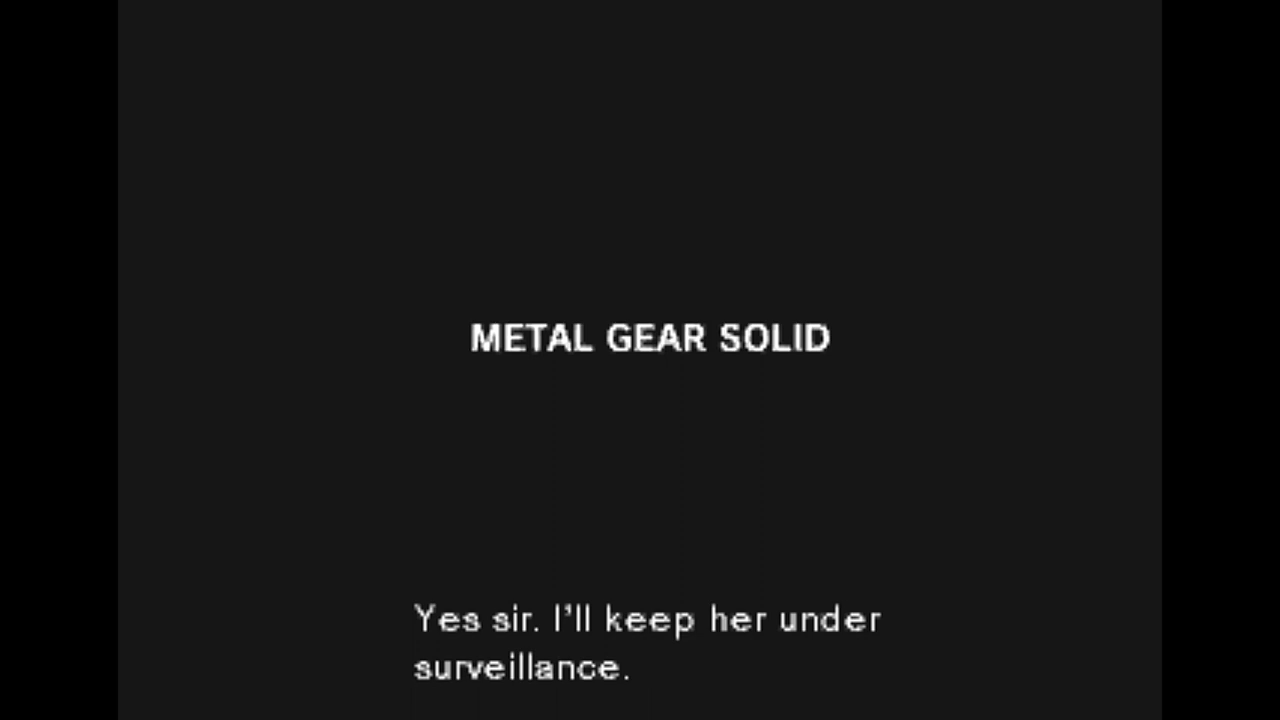 METAL GEAR SOLID
Yes sir. I'll keep her under
surveillance.